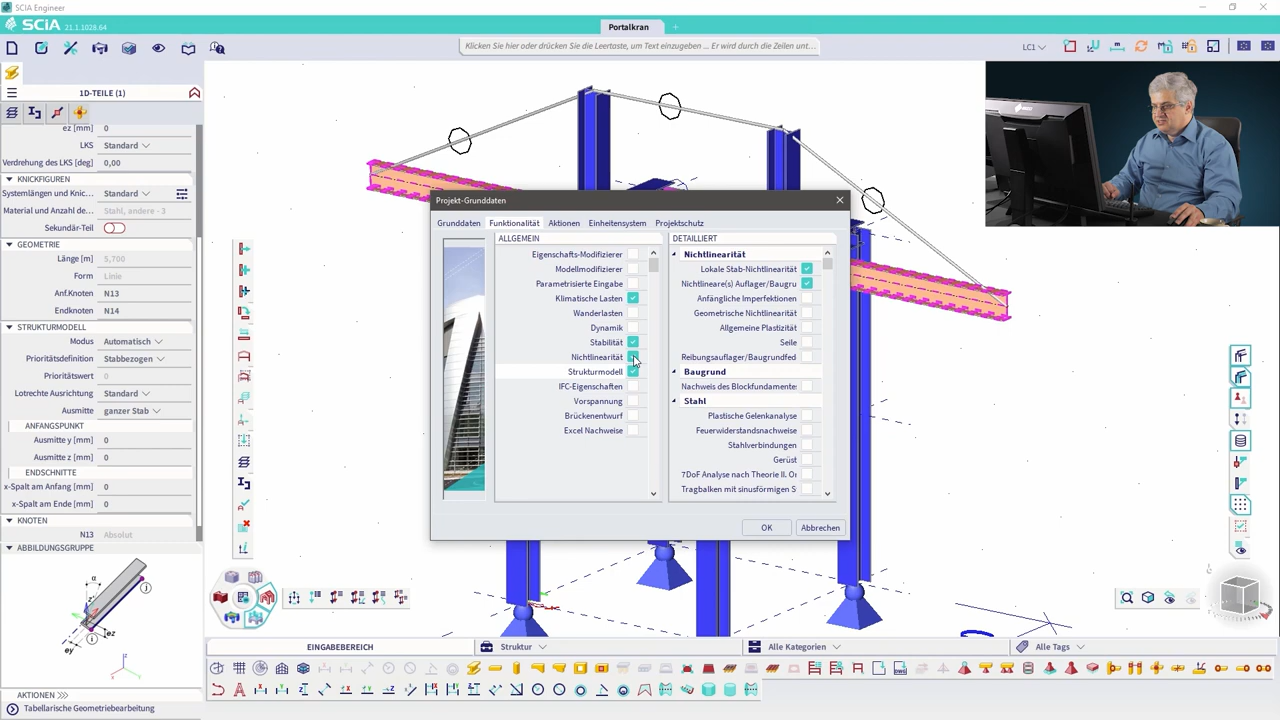 SCIA Engineer
SCIA 21.1.1028.64
Portalkran
Klicken Sie hier oder drücken Sie die Leertaste, um Text einzugeben ... Er wird durch die Zeilen unt...
LC1
1D-TEILE (1)
ez [mm] 0
LKS Standard
Verdrehung des LKS [deg] 0,00
KNICKFIGUREN
Systemlängen und Knic... Standard
Material und Anzahl de... Stahl, andere - 3
Sekundär-Teil
GEOMETRIE
Länge [m] 5,700
Form Linie
Anf.Knoten N13
Endknoten N14
STRUKTURMODELL
Modus Automatisch
Prioritätsdefinition Stabbezogen
Prioritätswert 0
Lotrechte Ausrichtung Standard
Ausmitte ganzer Stab
ANFANGSPUNKT
Ausmitte y [mm] 0
Ausmitte z [mm] 0
ENDSCHNITTE
x-Spalt am Anfang [mm] 0
x-Spalt am Ende [mm] 0
KNOTEN
N13 Absolut
ABBILDUNGSGRUPPE
α
j
ez
i
ey
z
x
AKTIONEN >>>
Tabellarische Geometriebearbeitung
Projekt-Grunddaten
Grunddaten Funktionalität Aktionen Einheitensystem Projektschutz
ALLGEMEIN
Eigenschafts-Modifizierer
Modellmodifizierer
Parametrisierte Eingabe
Klimatische Lasten
Wanderlasten
Dynamik
Stabilität
Nichtlinearität
Strukturmodell
IFC-Eigenschaften
Vorspannung
Brückenentwurf
Excel Nachweise
DETAILLIERT
Nichtlinearität
Lokale Stab-Nichtlinearität
Nichtlineare(s) Auflager/Baugru
Anfängliche Imperfektionen
Geometrische Nichtlinearität
Allgemeine Plastizität
Seile
Reibungsauflager/Baugrundfed
Baugrund
Nachweis des Blockfundamente
Stahl
Plastische Gelenkanalyse
Feuerwiderstandsnachweise
Stahlverbindungen
Gerüst
7DoF Analyse nach Theorie II. Or
Tragbalken mit sinusförmigen S
OK Abbrechen
EINGABEBEREICH Struktur Alle Kategorien Alle Tags